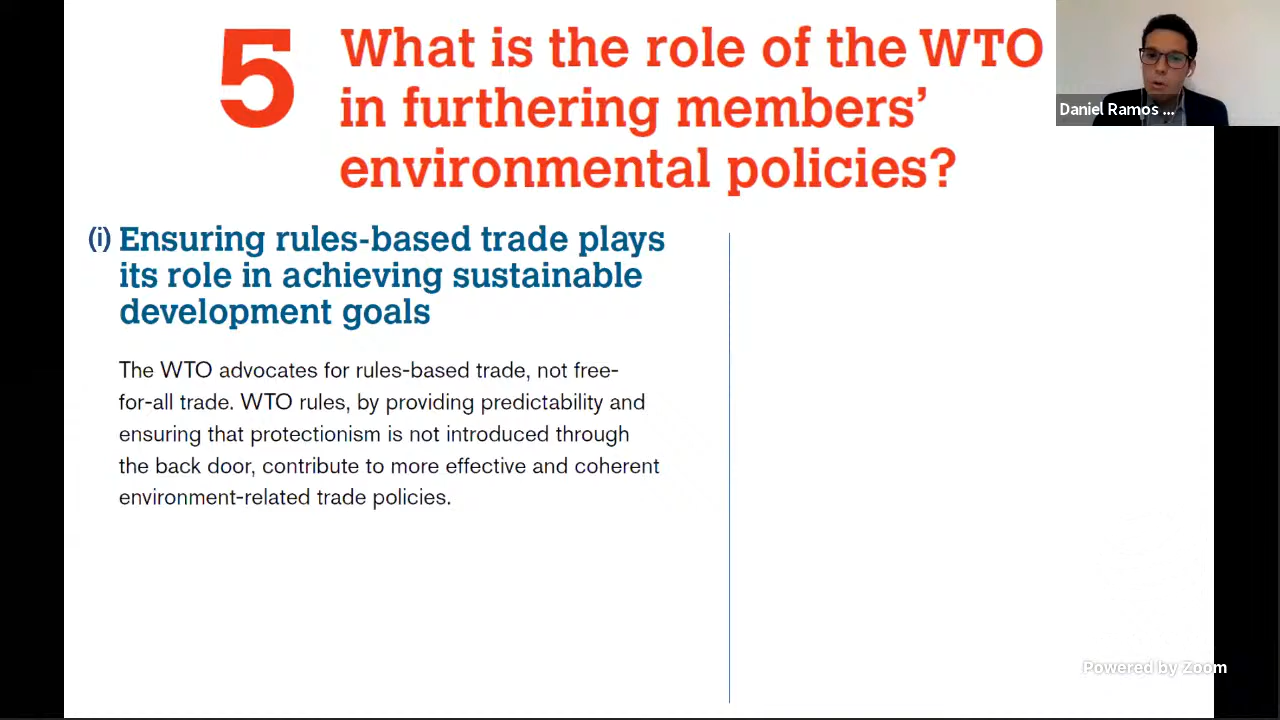 5
What is the role of the WTO
in furthering members’
environmental policies?
Daniel Ramos ...
(i) Ensuring rules-based trade plays
its role in achieving sustainable
development goals
The WTO advocates for rules-based trade, not free-
for-all trade. WTO rules, by providing predictability and
ensuring that protectionism is not introduced through
the back door, contribute to more effective and coherent
environment-related trade policies.
Powered by Zoom